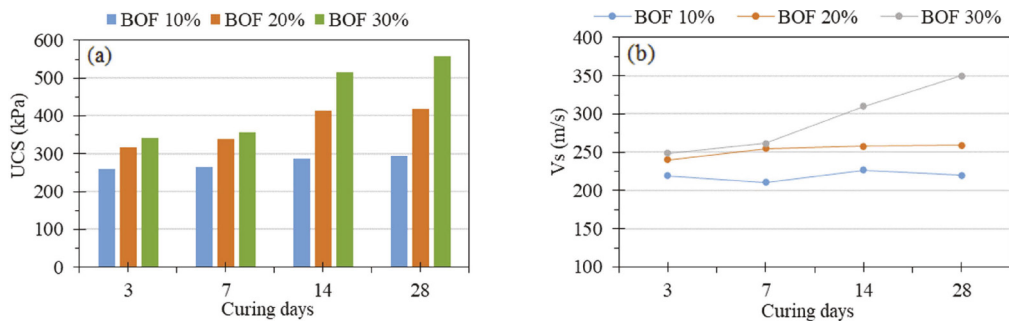 BOF 10% BOF 20% BOF 30%
(a)
UCS (kPa)
600
500
400
300
200
100
0
3 7 14 28
Curing days
BOF 10% BOF 20% BOF 30%
(b)
Vs (m/s)
400
350
300
250
200
150
100
3 7 14 28
Curing days